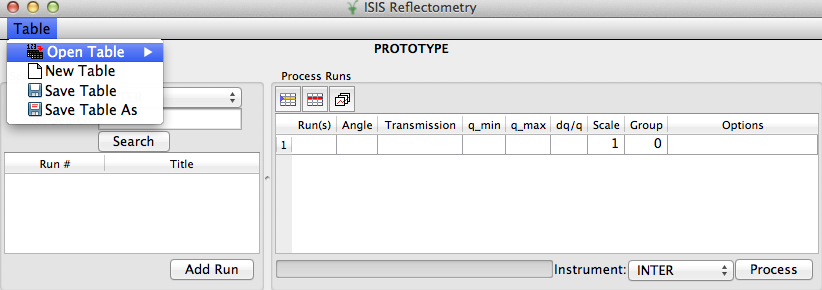 ISIS Reflectometry
Table
PROTOTYPE
Open Table
New Table
Save Table
Save Table As
Search
Run # Title
Add Run
Process Runs
Run(s) Angle Transmission q_min q_max dq/q Scale Group Options
1 1 0
Instrument: INTER Process